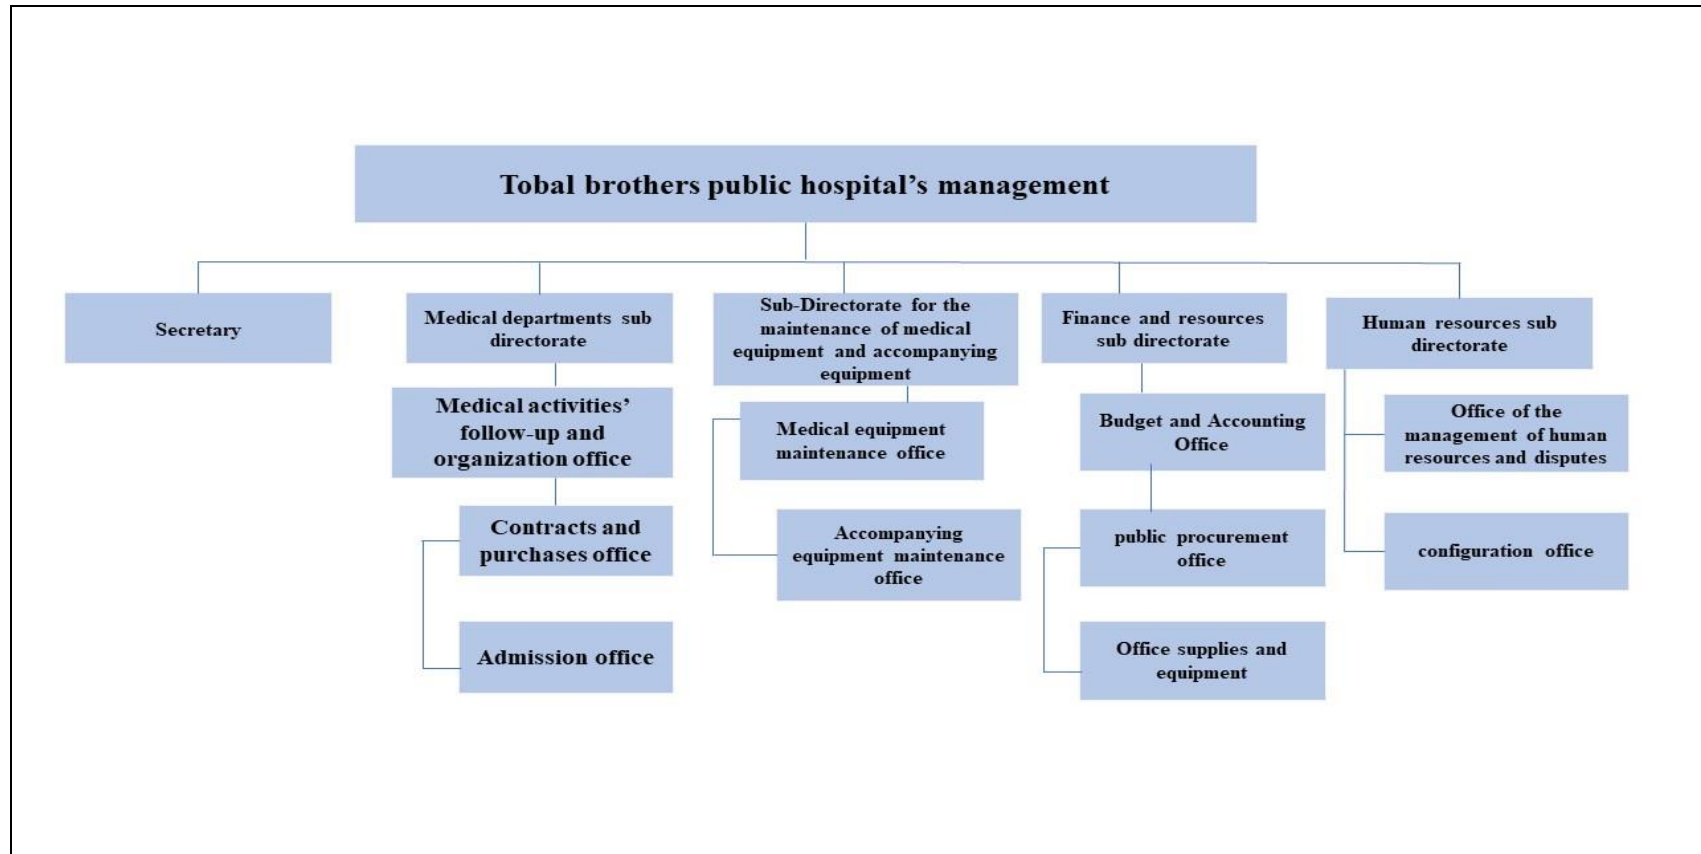 Tobal brothers public hospital's management
Secretary
Medical departments sub
directorate
Sub-Directorate for the
maintenance of medical
equipment and accompanying
equipment
Finance and resources
sub directorate
Human resources sub
directorate
Medical activities'
follow-up and
organization office
Contracts and
purchases office
Admission office
Medical equipment
maintenance office
Accompanying
equipment maintenance
office
Budget and Accounting
Office
public procurement
office
Office supplies and
equipment
Office of the
management of human
resources and disputes
configuration office